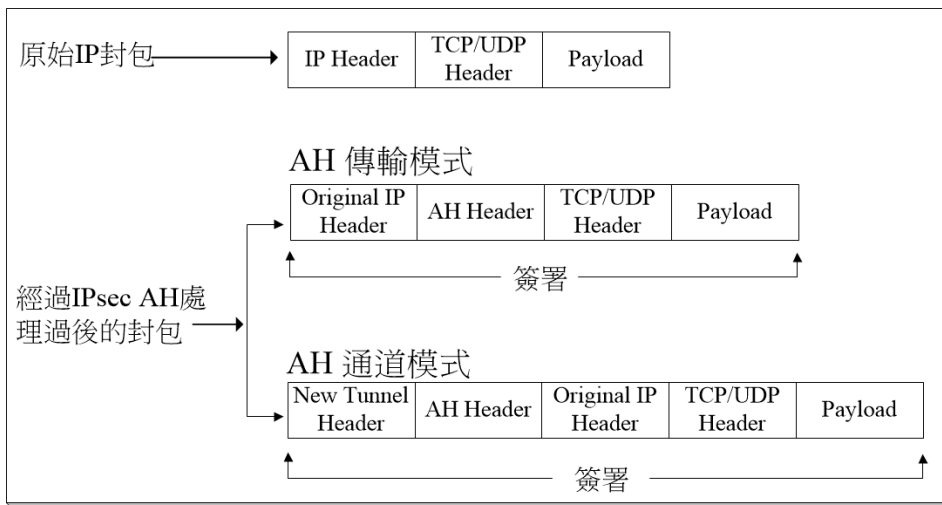 原始IP封包
IP Header
TCP/UDP
Header
Payload
AH 傳輸模式
Original IP
Header
AH Header
TCP/UDP
Header
Payload
簽署
經過IPsec AH處
理過後的封包
AH 通道模式
New Tunnel
Header
AH Header
Original IP
Header
TCP/UDP
Header
Payload
簽署